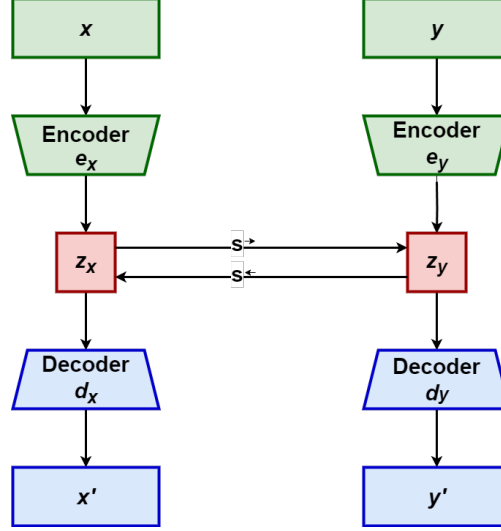 x
y
Encoder
e_x
Encoder
e_y
z_x
s→
z_y
s←
Decoder
d_x
Decoder
d_y
x'
y'